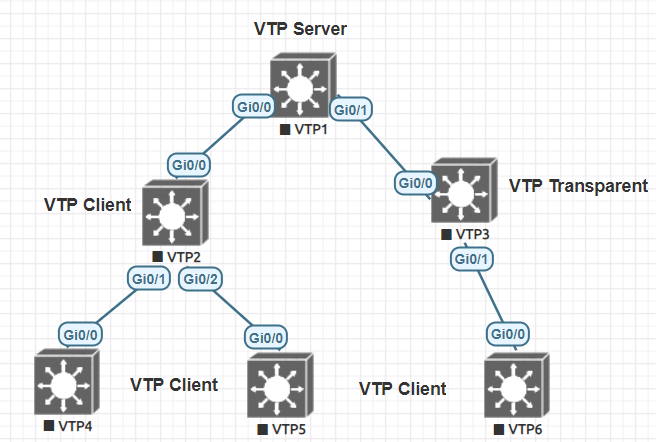 VTP Server
Gi0/0
Gi0/1
VTP1
Gi0/0
Gi0/0
VTP Transparent
VTP Client
VTP3
VTP2
Gi0/1
Gi0/1
Gi0/2
Gi0/0
Gi0/0
Gi0/0
VTP Client
VTP Client
VTP4
VTP5
VTP6